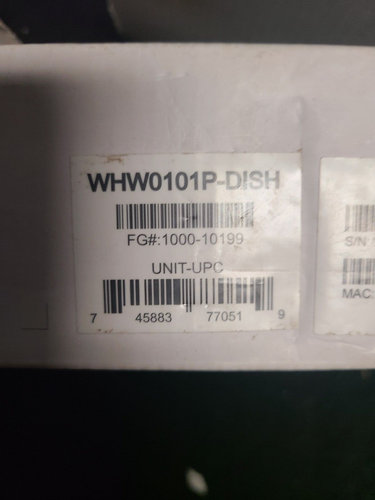 WHW0101P-DISH
FG#:1000-10199
UNIT-UPC
7 45883 77051 9
S/N
MAC: